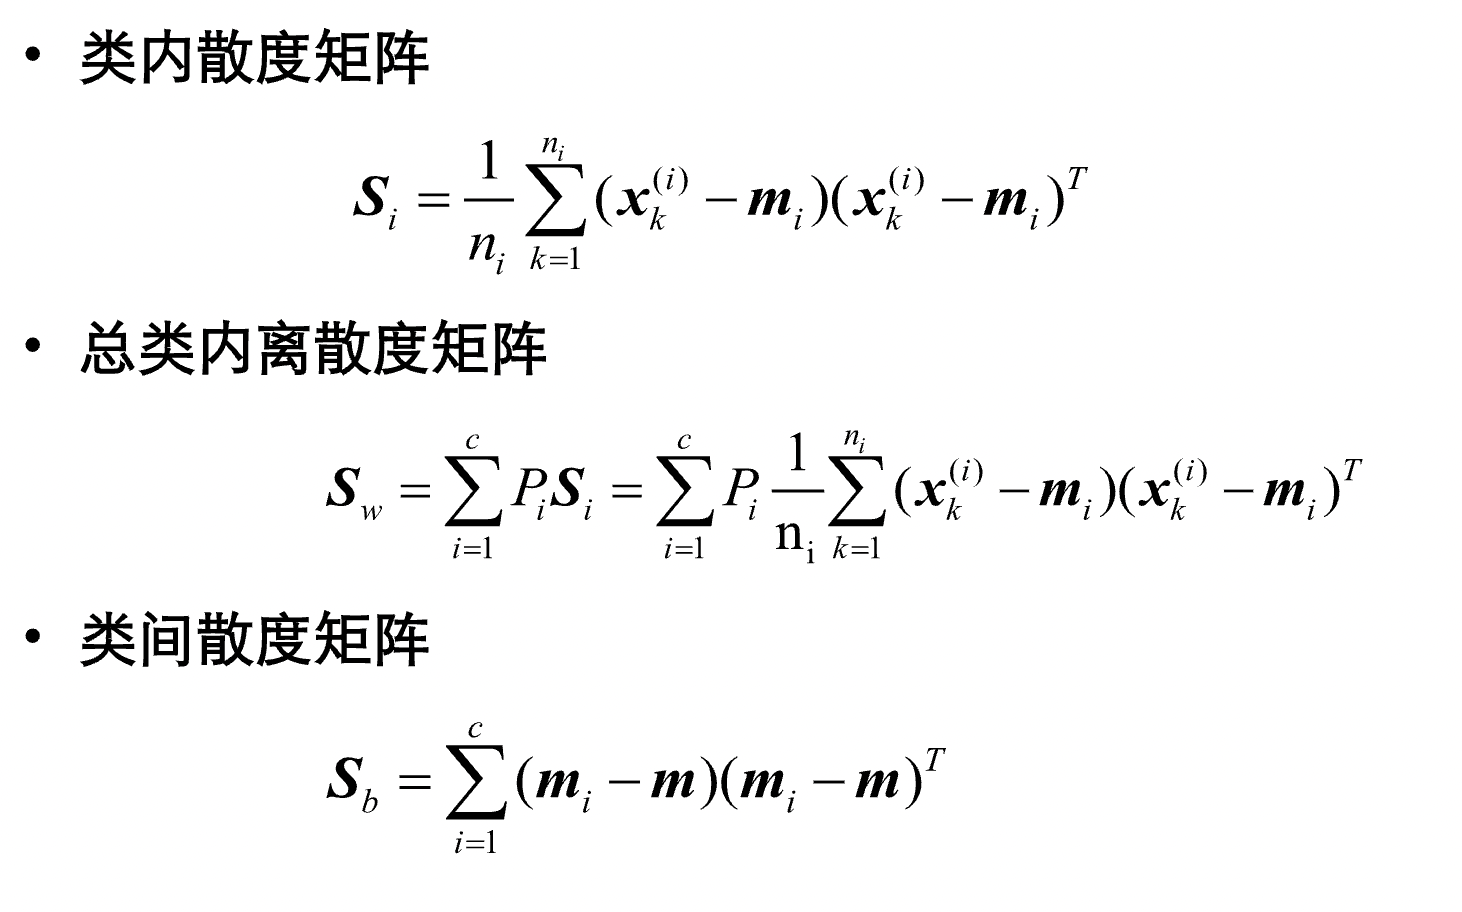 • 类内散度矩阵
$\boldsymbol{S}_i = \frac{1}{n_i} \sum_{k=1}^{n_i} (\boldsymbol{x}_k^{(i)} - \boldsymbol{m}_i)(\boldsymbol{x}_k^{(i)} - \boldsymbol{m}_i)^T$
• 总类内离散度矩阵
$\boldsymbol{S}_w = \sum_{i=1}^{c} P_i \boldsymbol{S}_i = \sum_{i=1}^{c} P_i \frac{1}{\mathrm{n_i}} \sum_{k=1}^{n_i} (\boldsymbol{x}_k^{(i)} - \boldsymbol{m}_i)(\boldsymbol{x}_k^{(i)} - \boldsymbol{m}_i)^T$
• 类间散度矩阵
$\boldsymbol{S}_b = \sum_{i=1}^{c} (\boldsymbol{m}_i - \boldsymbol{m})(\boldsymbol{m}_i - \boldsymbol{m})^T$